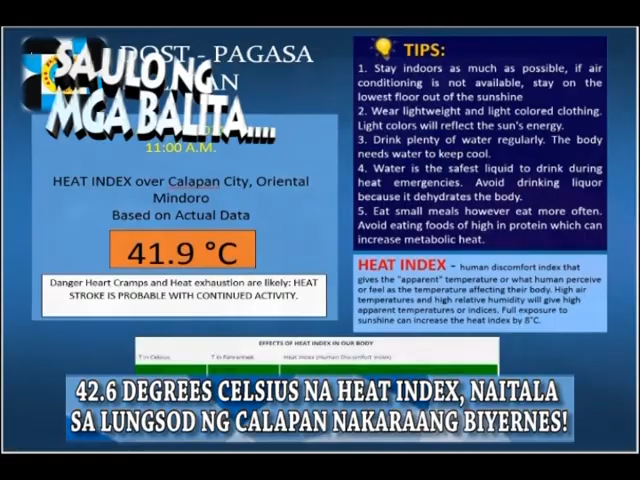 DOST - PAGASA
SA ULO NG
MGA BALITA....
11:00 A.M.
HEAT INDEX over Calapan City, Oriental
Mindoro
Based on Actual Data
41.9 °C
Danger Heart Cramps and Heat exhaustion are likely: HEAT
STROKE IS PROBABLE WITH CONTINUED ACTIVITY.
TIPS:
1. Stay indoors as much as possible, if air
conditioning is not available, stay on the
lowest floor out of the sunshine
2. Wear lightweight and light colored clothing.
Light colors will reflect the sun's energy.
3. Drink plenty of water regularly. The body
needs water to keep cool.
4. Water is the safest liquid to drink during
heat emergencies. Avoid drinking liquor
because it dehydrates the body.
5. Eat small meals however eat more often.
Avoid eating foods of high in protein which can
increase metabolic heat.
HEAT INDEX - human discomfort index that
gives the "apparent" temperature or what human perceive
or feel as the temperature affecting their body. High air
temperatures and high relative humidity will give high
apparent temperatures or indices. Full exposure to
sunshine can increase the heat index by 8°C.
EFFECTS OF HEAT INDEX IN OUR BODY
T in Celsius T in Fahrenheit Heat Index (Human Discomfort Index)
42.6 DEGREES CELSIUS NA HEAT INDEX, NAITALA
SA LUNGSOD NG CALAPAN NAKARAANG BIYERNES!